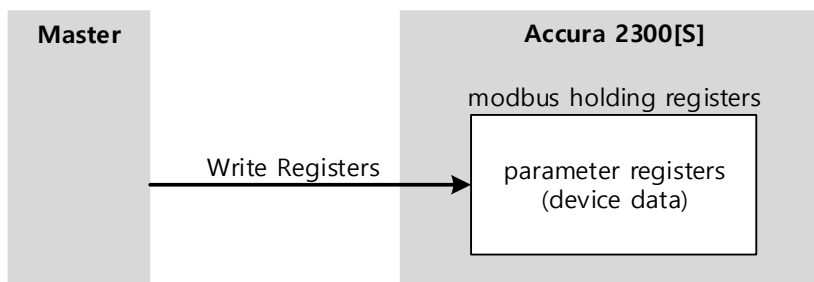 Master
Accura 2300[S]
modbus holding registers
Write Registers
parameter registers
(device data)